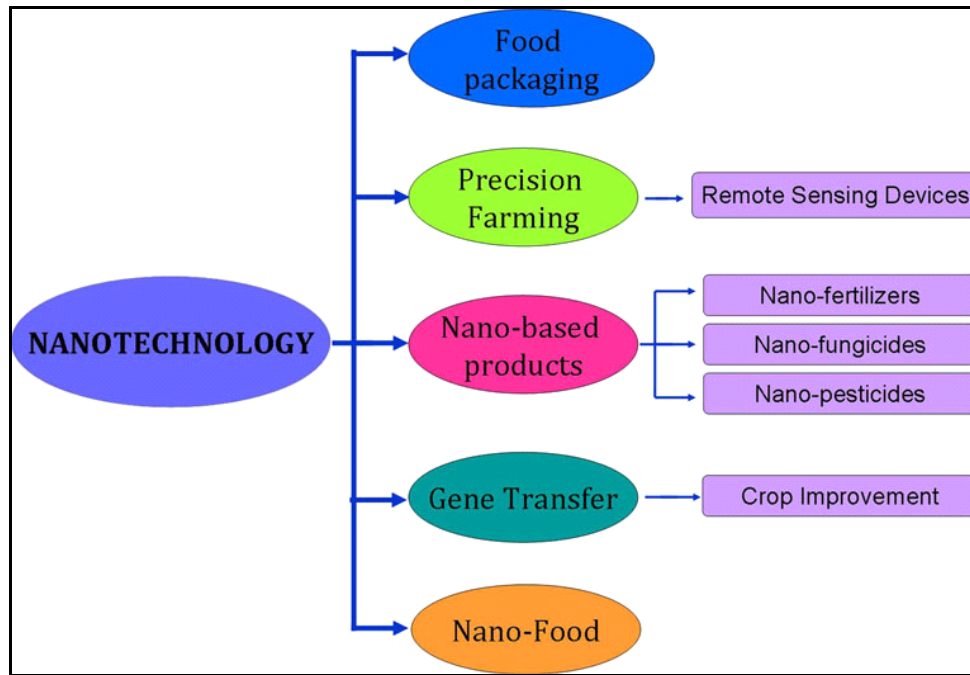 Food
packaging
Precision
Farming
Remote Sensing Devices
NANOTECHNOLOGY
Nano-based
products
Nano-fertilizers
Nano-fungicides
Nano-pesticides
Gene Transfer
Crop Improvement
Nano-Food